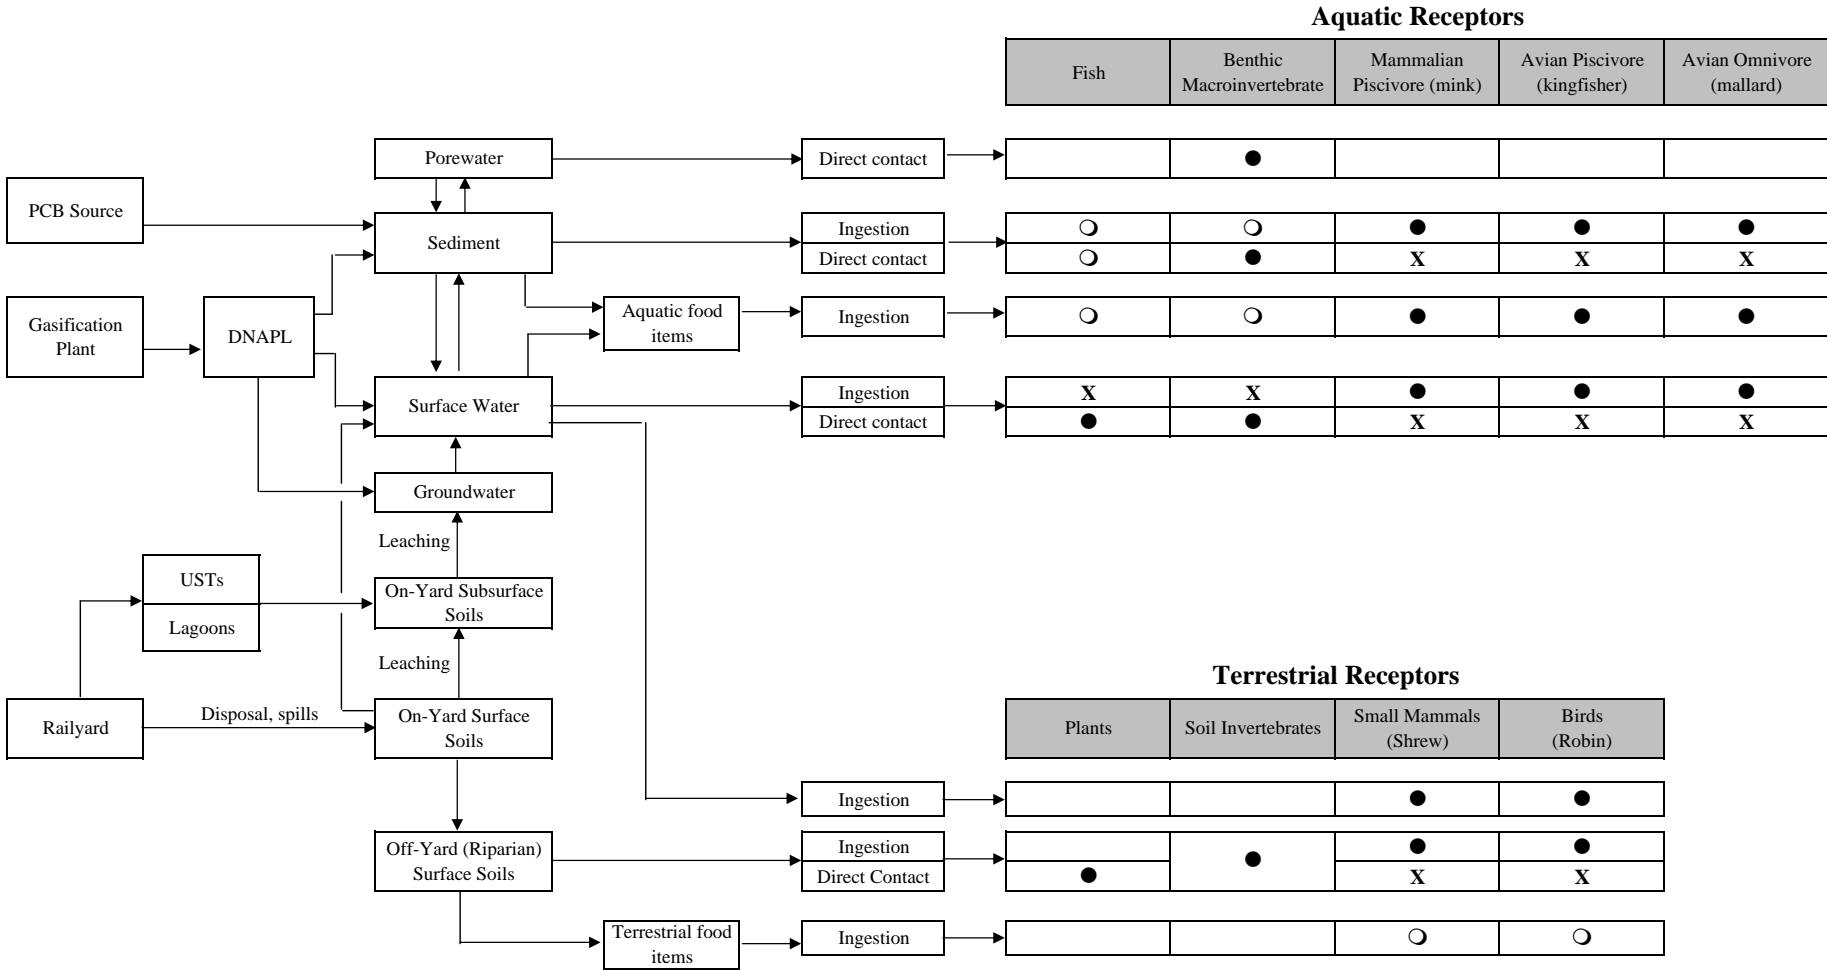 Aquatic Receptors
Fish
Benthic
Macroinvertebrate
Mammalian
Piscivore (mink)
Avian Piscivore
(kingfisher)
Avian Omnivore
(mallard)
Porewater
Direct contact
PCB Source
Sediment
Ingestion
Direct contact
X X X
Gasification
Plant
DNAPL
Aquatic food
items
Ingestion
Surface Water
Ingestion
X X
Direct contact
X X X
Groundwater
Leaching
USTs
Lagoons
On-Yard Subsurface
Soils
Leaching
Railyard
Disposal, spills
On-Yard Surface
Soils
Terrestrial Receptors
Plants
Soil Invertebrates
Small Mammals
(Shrew)
Birds
(Robin)
Ingestion
Off-Yard (Riparian)
Surface Soils
Ingestion
Direct Contact
X X
Terrestrial food
items
Ingestion